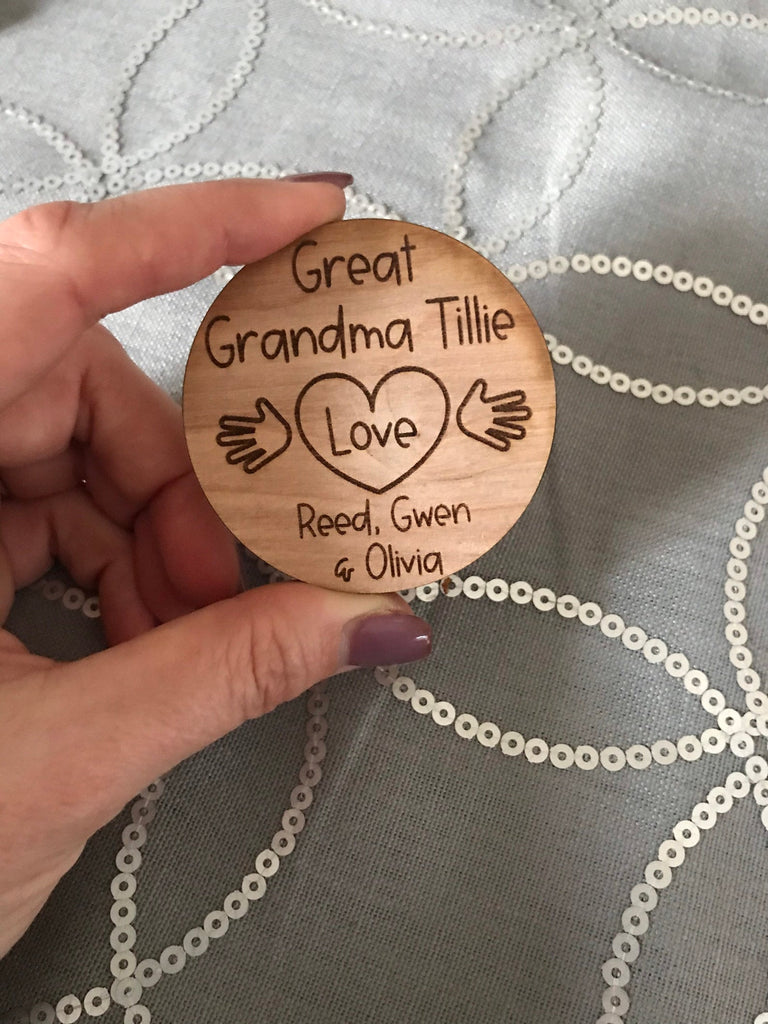 Great
Grandma Tillie
Love
Reed, Gwen
& Olivia